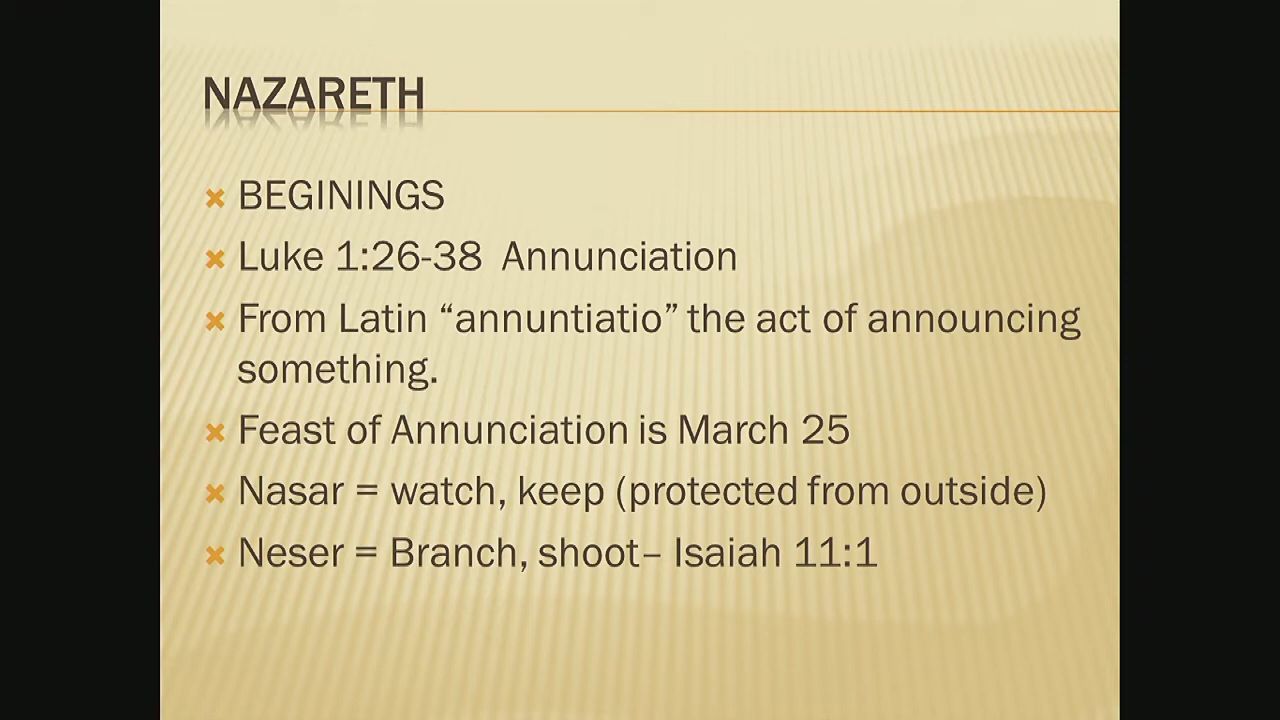 NAZARETH
BEGININGS
Luke 1:26-38 Annunciation
From Latin “annuntiatio” the act of announcing
something.
Feast of Annunciation is March 25
Nasar = watch, keep (protected from outside)
Neser = Branch, shoot– Isaiah 11:1